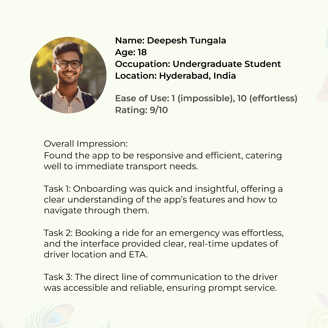 Name: Deepesh Tungala
Age: 18
Occupation: Undergraduate Student
Location: Hyderabad, India
Ease of Use: 1 (impossible), 10 (effortless)
Rating: 9/10
Overall Impression:
Found the app to be responsive and efficient, catering
well to immediate transport needs.
Task 1: Onboarding was quick and insightful, offering a
clear understanding of the app's features and how to
navigate through them.
Task 2: Booking a ride for an emergency was effortless,
and the interface provided clear, real-time updates of
driver location and ETA.
Task 3: The direct line of communication to the driver
was accessible and reliable, ensuring prompt service.